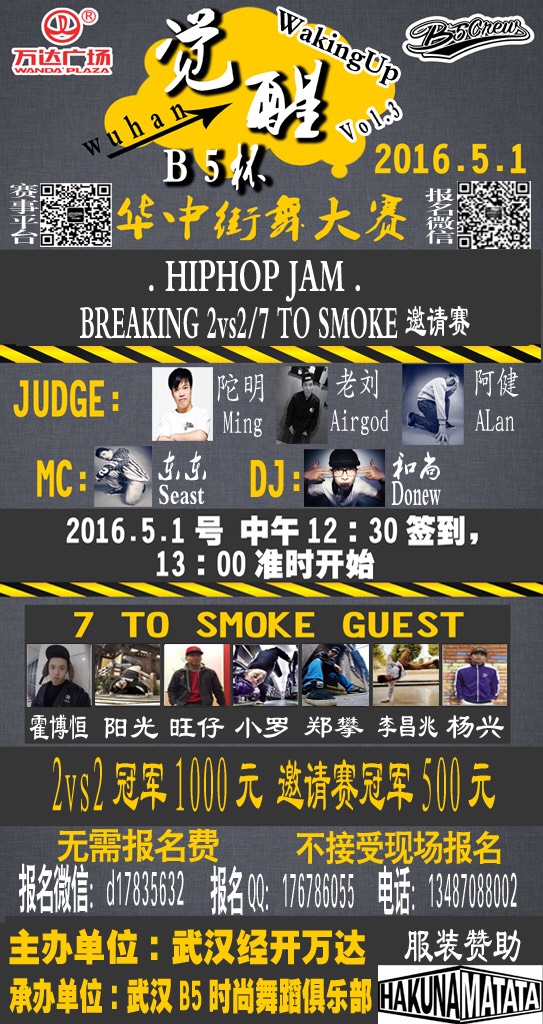 万达广场®
WANDA PLAZA
B5Crew
觉醒
WakingUp
Vol.3
wuhan
B5杯
2016.5.1
赛事平台
华中街舞大赛
报名微信
. HIPHOP JAM .
BREAKING 2vs2/7 TO SMOKE 邀请赛
JUDGE：
陀明 Ming
老刘 Airgod
阿健 ALan
MC： 东东 Seast
DJ： 和尚 Donew
2016.5.1 号 中午 12：30 签到，
13：00 准时开始
7 TO SMOKE GUEST
霍博恒 阳光 旺仔 小罗 郑攀 李昌兆 杨兴
2vs2 冠军 1000 元 邀请赛冠军 500 元
无需报名费 不接受现场报名
报名微信：d17835632 报名QQ：176786055 电话：13487088002
主办单位：武汉经开万达
承办单位：武汉 B5 时尚舞蹈俱乐部
服装赞助
HAKUNAMATATA